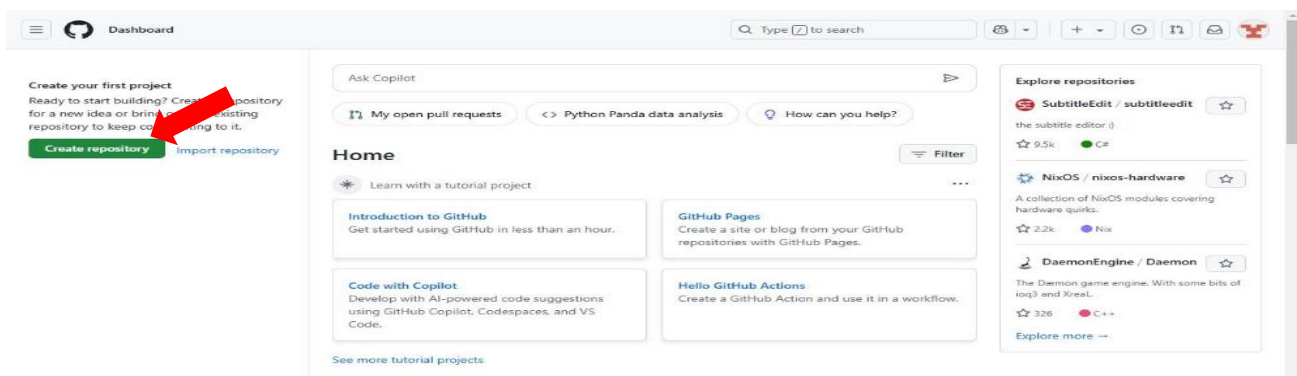 Dashboard
Type / to search
Create your first project
Ready to start building? Create repository
for a new idea or bring existing
repository to keep to it.
Create repository
Import repository
Ask Copilot
My open pull requests
<> Python Panda data analysis
How can you help?
Home
Filter
Learn with a tutorial project
...
Introduction to GitHub
Get started using GitHub in less than an hour.
GitHub Pages
Create a site or blog from your GitHub
repositories with GitHub Pages.
Code with Copilot
Develop with AI-powered code suggestions
using GitHub Copilot, Codespaces, and VS
Code.
Hello GitHub Actions
Create a GitHub Action and use it in a workflow.
See more tutorial projects
Explore repositories
SubtitleEdit / subtitleedit
the subtitle editor :)
9.5k C#
NixOS / nixos-hardware
A collection of NixOS modules covering
hardware quirks.
2.2k Nix
DaemonEngine / Daemon
The Dæmon game engine. With some bits of
ioq3 and XreaL.
326 C++
Explore more →